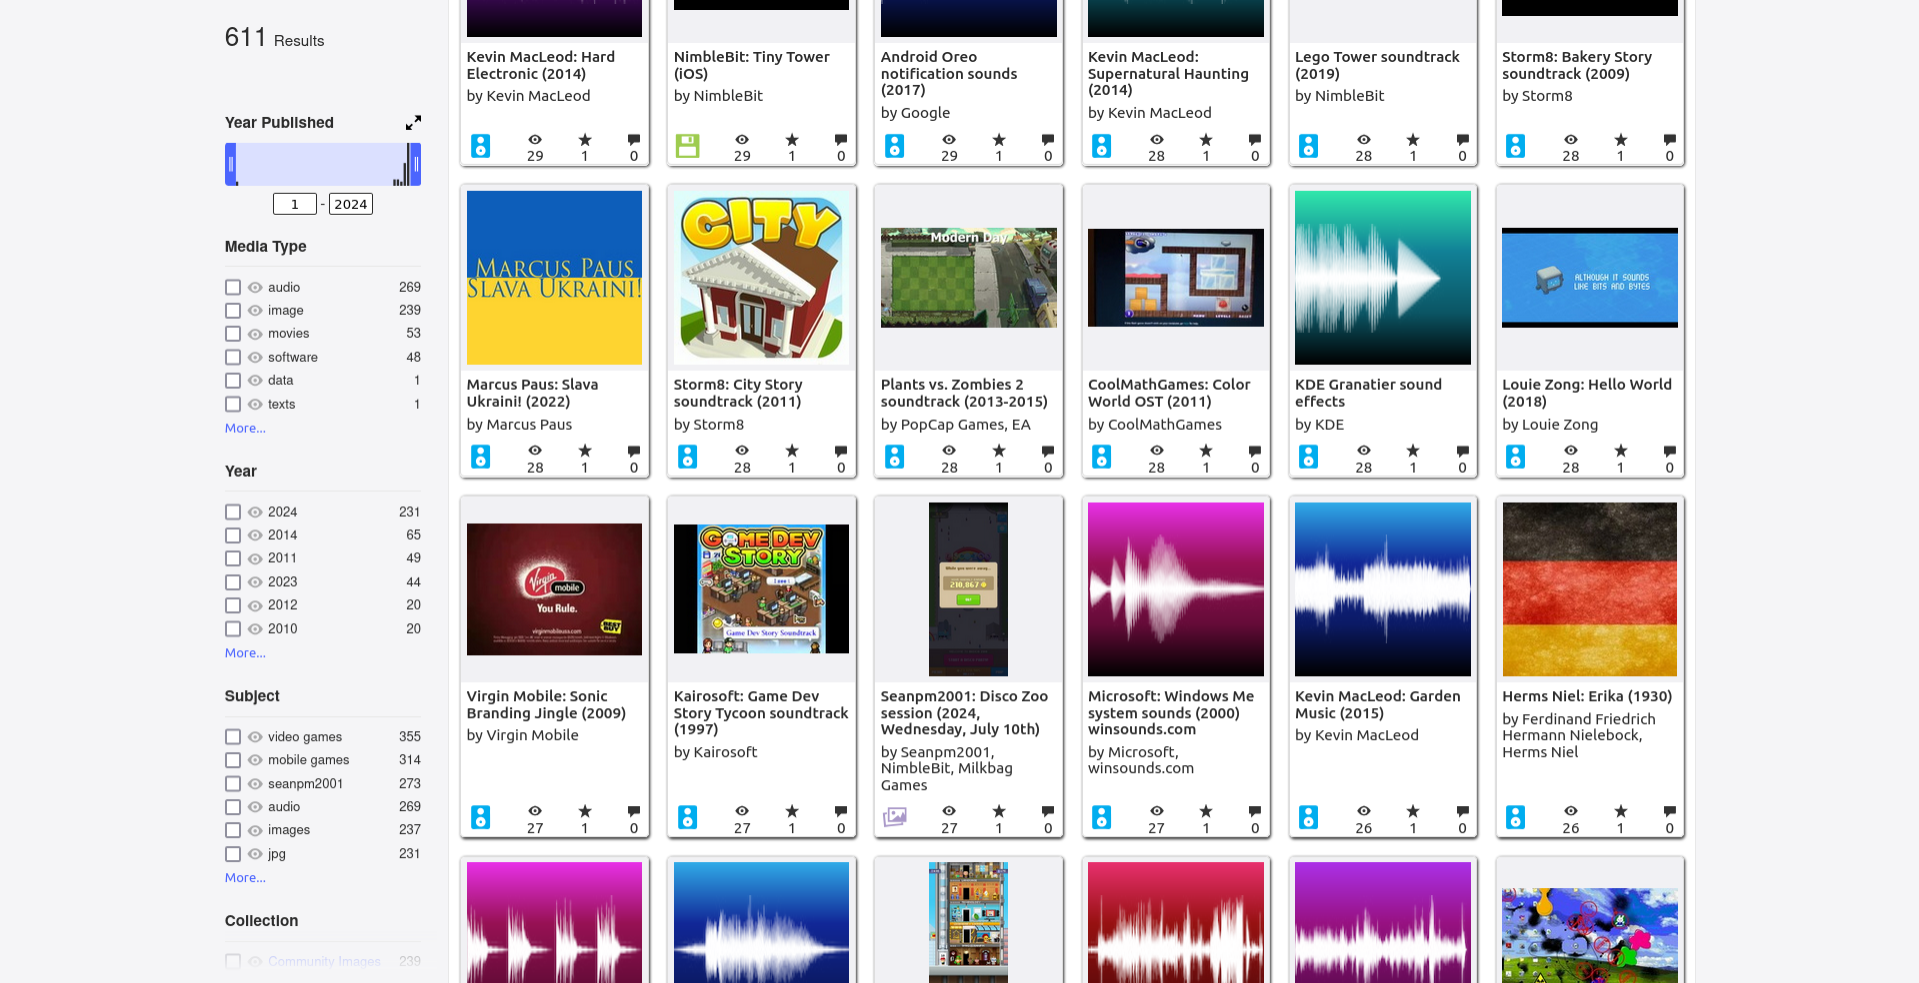 611 Results
Year Published
1 - 2024
Media Type
audio 269
image 239
movies 53
software 48
data 1
texts 1
More...
Year
2024 231
2014 65
2011 49
2023 44
2012 20
2010 20
More...
Subject
video games 355
mobile games 314
seanpm2001 273
audio 269
images 237
jpg 231
More...
Collection
Community Images 239
Kevin MacLeod: Hard
Electronic (2014)
by Kevin MacLeod
29 1 0
NimbleBit: Tiny Tower
(iOS)
by NimbleBit
29 1 0
Android Oreo
notification sounds
(2017)
by Google
29 1 0
Kevin MacLeod:
Supernatural Haunting
(2014)
by Kevin MacLeod
28 1 0
Lego Tower soundtrack
(2019)
by NimbleBit
28 1 0
Storm8: Bakery Story
soundtrack (2009)
by Storm8
28 1 0
MARCUS PAUS
SLAVA UKRAINI!
Marcus Paus: Slava
Ukraini! (2022)
by Marcus Paus
28 1 0
CITY
Storm8: City Story
soundtrack (2011)
by Storm8
28 1 0
Modern Day
Plants vs. Zombies 2
soundtrack (2013-2015)
by PopCap Games, EA
28 1 0
CoolMathGames: Color
World OST (2011)
by CoolMathGames
28 1 0
KDE Granatier sound
effects
by KDE
28 1 0
ALTHOUGH IT SOUNDS
LIKE BITS AND BYTES
Louie Zong: Hello World
(2018)
by Louie Zong
28 1 0
Virgin
mobile
You Rule.
virginmobileusa.com
BEST BUY
Virgin Mobile: Sonic
Branding Jingle (2009)
by Virgin Mobile
27 1 0
GAME DEV
STORY
Game Dev Story Soundtrack
Kairosoft: Game Dev
Story Tycoon soundtrack
(1997)
by Kairosoft
27 1 0
While you were away...
210,867
Seanpm2001: Disco Zoo
session (2024,
Wednesday, July 10th)
by Seanpm2001,
NimbleBit, Milkbag
Games
27 1 0
Microsoft: Windows Me
system sounds (2000)
winsounds.com
by Microsoft,
winsounds.com
27 1 0
Kevin MacLeod: Garden
Music (2015)
by Kevin MacLeod
26 1 0
Herms Niel: Erika (1930)
by Ferdinand Friedrich
Hermann Nielebock,
Herms Niel
26 1 0